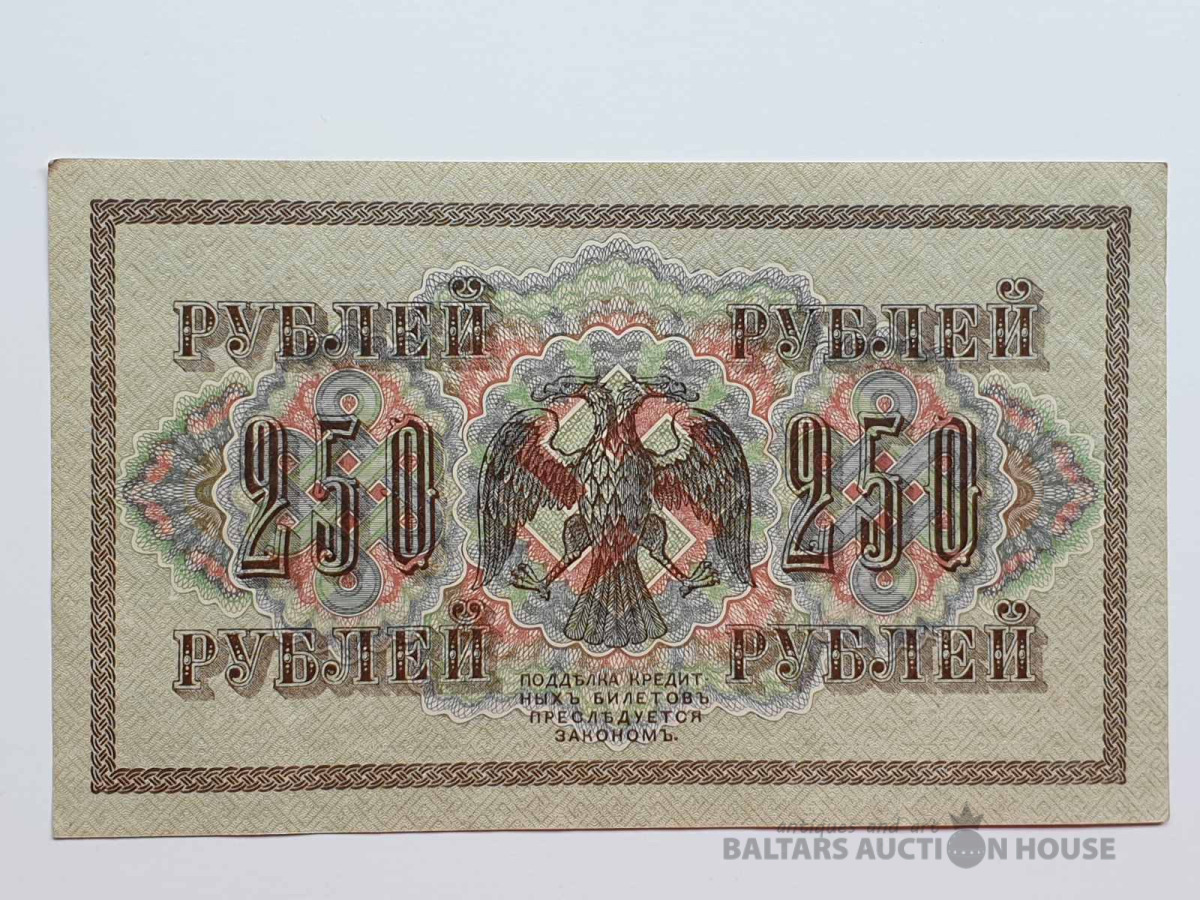 РУБЛЕЙ РУБЛЕЙ
250 250
РУБЛЕЙ РУБЛЕЙ
ПОДДѢЛКА КРЕДИТ-
НЫХЪ БИЛЕТОВЪ
ПРЕСЛѢДУЕТСЯ
ЗАКОНОМЪ.
antiques and art
BALTARS AUCTION HOUSE